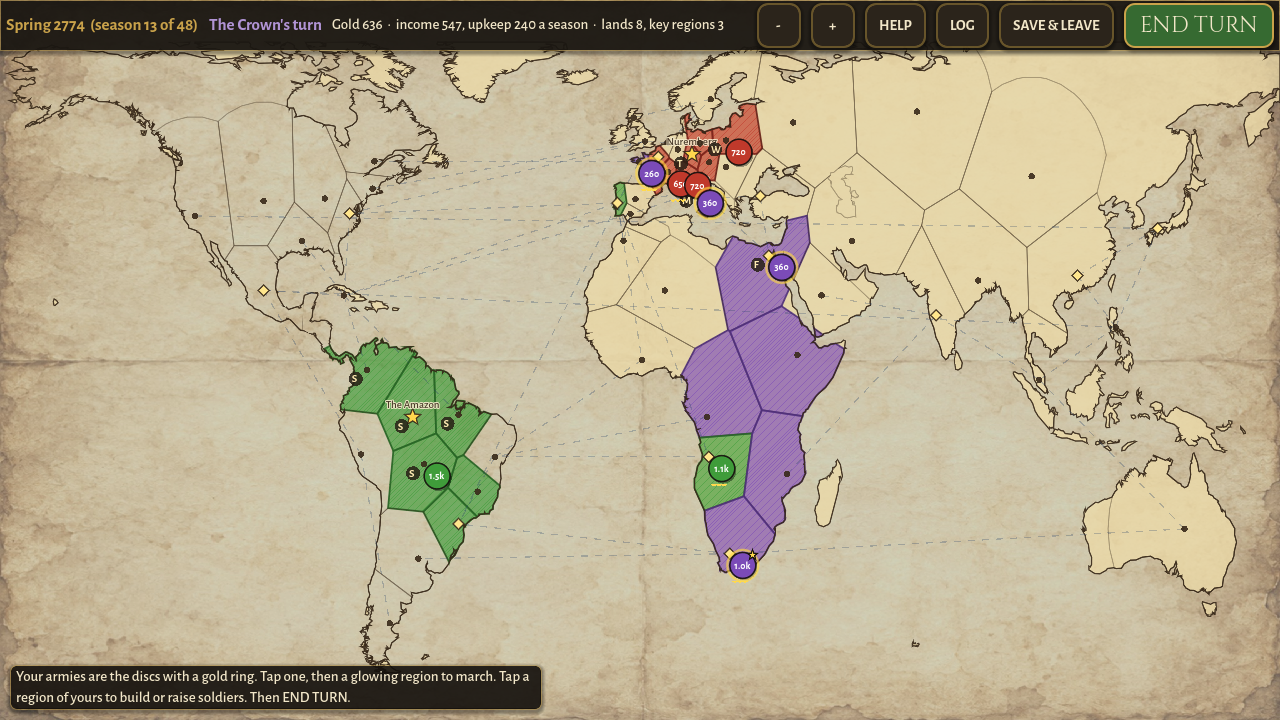 Spring 2774 (season 13 of 48) The Crown's turn Gold 636 · income 547, upkeep 240 a season · lands 8, key regions 3 - + HELP LOG SAVE & LEAVE END TURN
Nuremberg
W 720
T
260
650 720
M 360
F 360
S
The Amazon
S S
S 1.5k 1.1k
1.0k
Your armies are the discs with a gold ring. Tap one, then a glowing region to march. Tap a
region of yours to build or raise soldiers. Then END TURN.